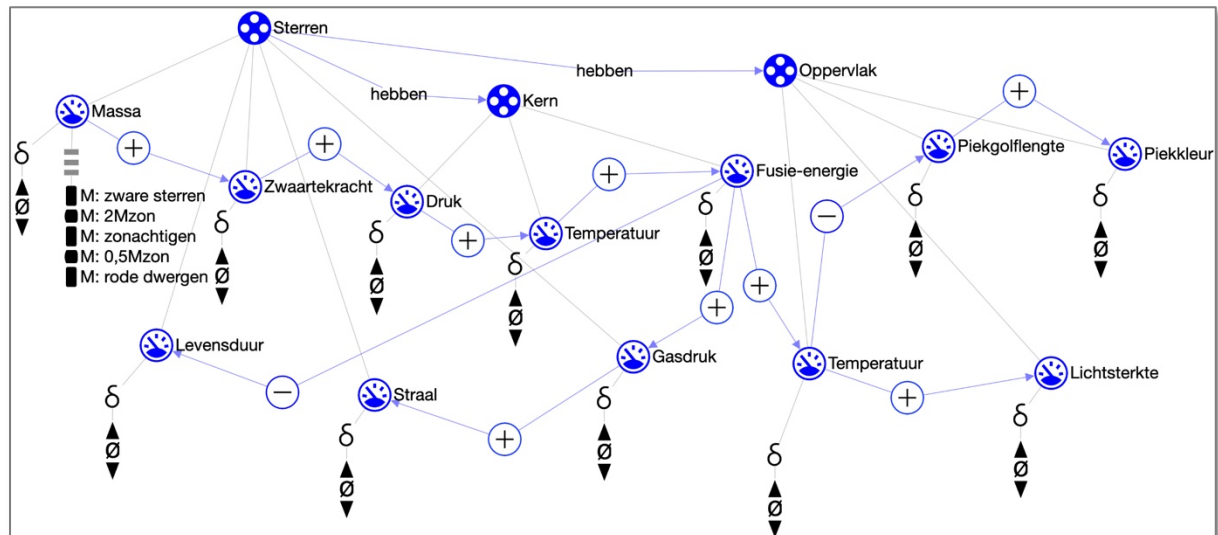 Sterren
hebben
Oppervlak
hebben
Kern
Massa
+
+
+
Piekgolflengte
Piekkleur
δ
+
Fusie-energie
Zwaartekracht
Druk
M: zware sterren
M: 2Mzon
M: zonachtigen
M: 0,5Mzon
M: rode dwergen
Ø
δ
Ø
δ
Ø
+
Temperatuur
δ
Ø
δ
Ø
−
δ
Ø
δ
Ø
+
+
Levensduur
δ
Ø
−
Straal
δ
Ø
+
Gasdruk
δ
Ø
Temperatuur
δ
Ø
+
Lichtsterkte
δ
Ø